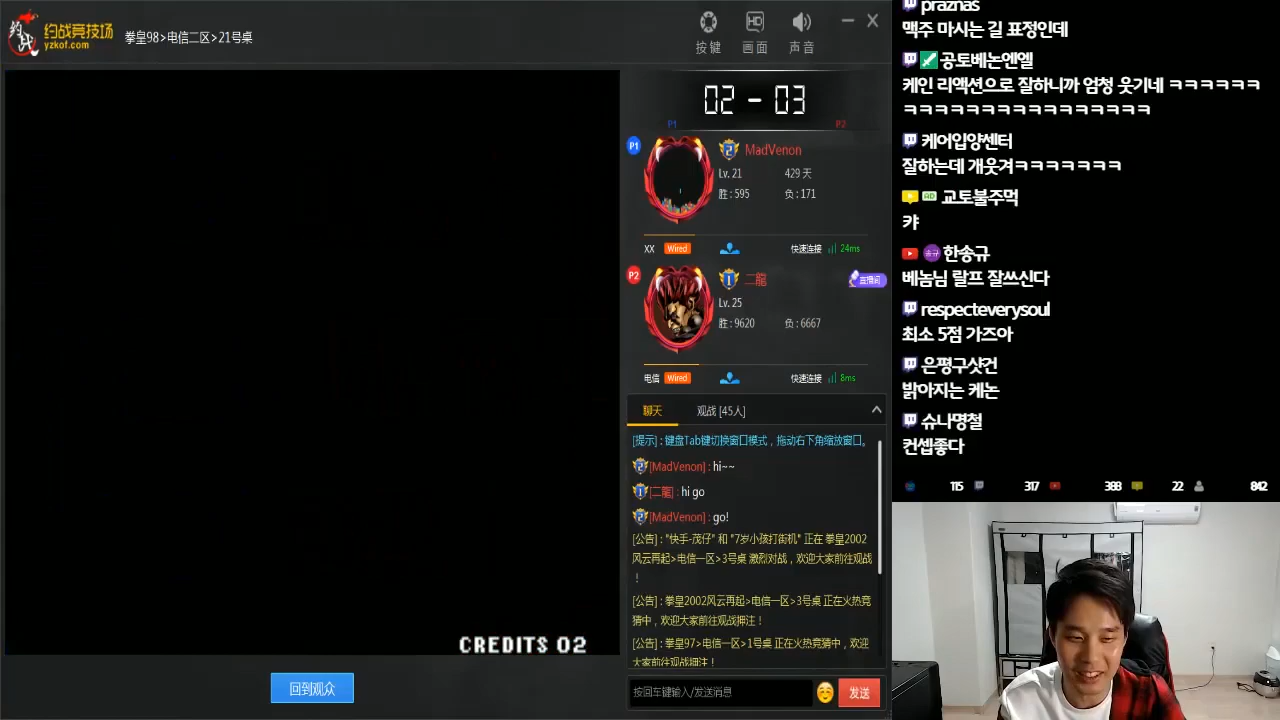 约战竞技场
yzkof.com
拳皇98>电信二区>21号桌
按键
HD
画面
声音
02 - 03
P1
P2
P1
2
MadVenon
Lv. 21
429 天
胜 : 595
负 : 171
XX
Wired
快速连接
24ms
P2
1
二龍
直播间
Lv. 25
胜 : 9620
负 : 6667
电信
Wired
快速连接
8ms
聊天
观战 [45人]
[提示] : 键盘Tab键切换窗口模式，拖动右下角缩放窗口。
2 [MadVenon] : hi~~
1 [二龍] : hi go
2 [MadVenon] : go!
[公告] : "快手-茂仔" 和 "7岁小孩打街机" 正在 拳皇2002
风云再起>电信一区>3号桌 激烈对战，欢迎大家前往观战
！
[公告] : 拳皇2002风云再起>电信一区>3号桌 正在火热竞
猜中，欢迎大家前往观战押注！
[公告] : 拳皇97>电信一区>1号桌 正在火热竞猜中，欢迎
大家前往观战押注！
CREDITS 02
回到观众
按回车键输入/发送消息
发送
praznas
맥주 마시는 길 표정인데
공토베논엔엘
케인 리액션으로 잘하니까 엄청 웃기네 ㅋㅋㅋㅋㅋㅋ
ㅋㅋㅋㅋㅋㅋㅋㅋㅋㅋㅋㅋㅋㅋㅋㅋ
케어입양센터
잘하는데 개웃겨ㅋㅋㅋㅋㅋㅋㅋ
AD 교토불주먹
캬
한송규
베놈님 랄프 잘쓰신다
respecteverysoul
최소 5점 가즈아
은평구샷건
밝아지는 케논
슈나명철
컨셉좋다
115
317
388
22
842